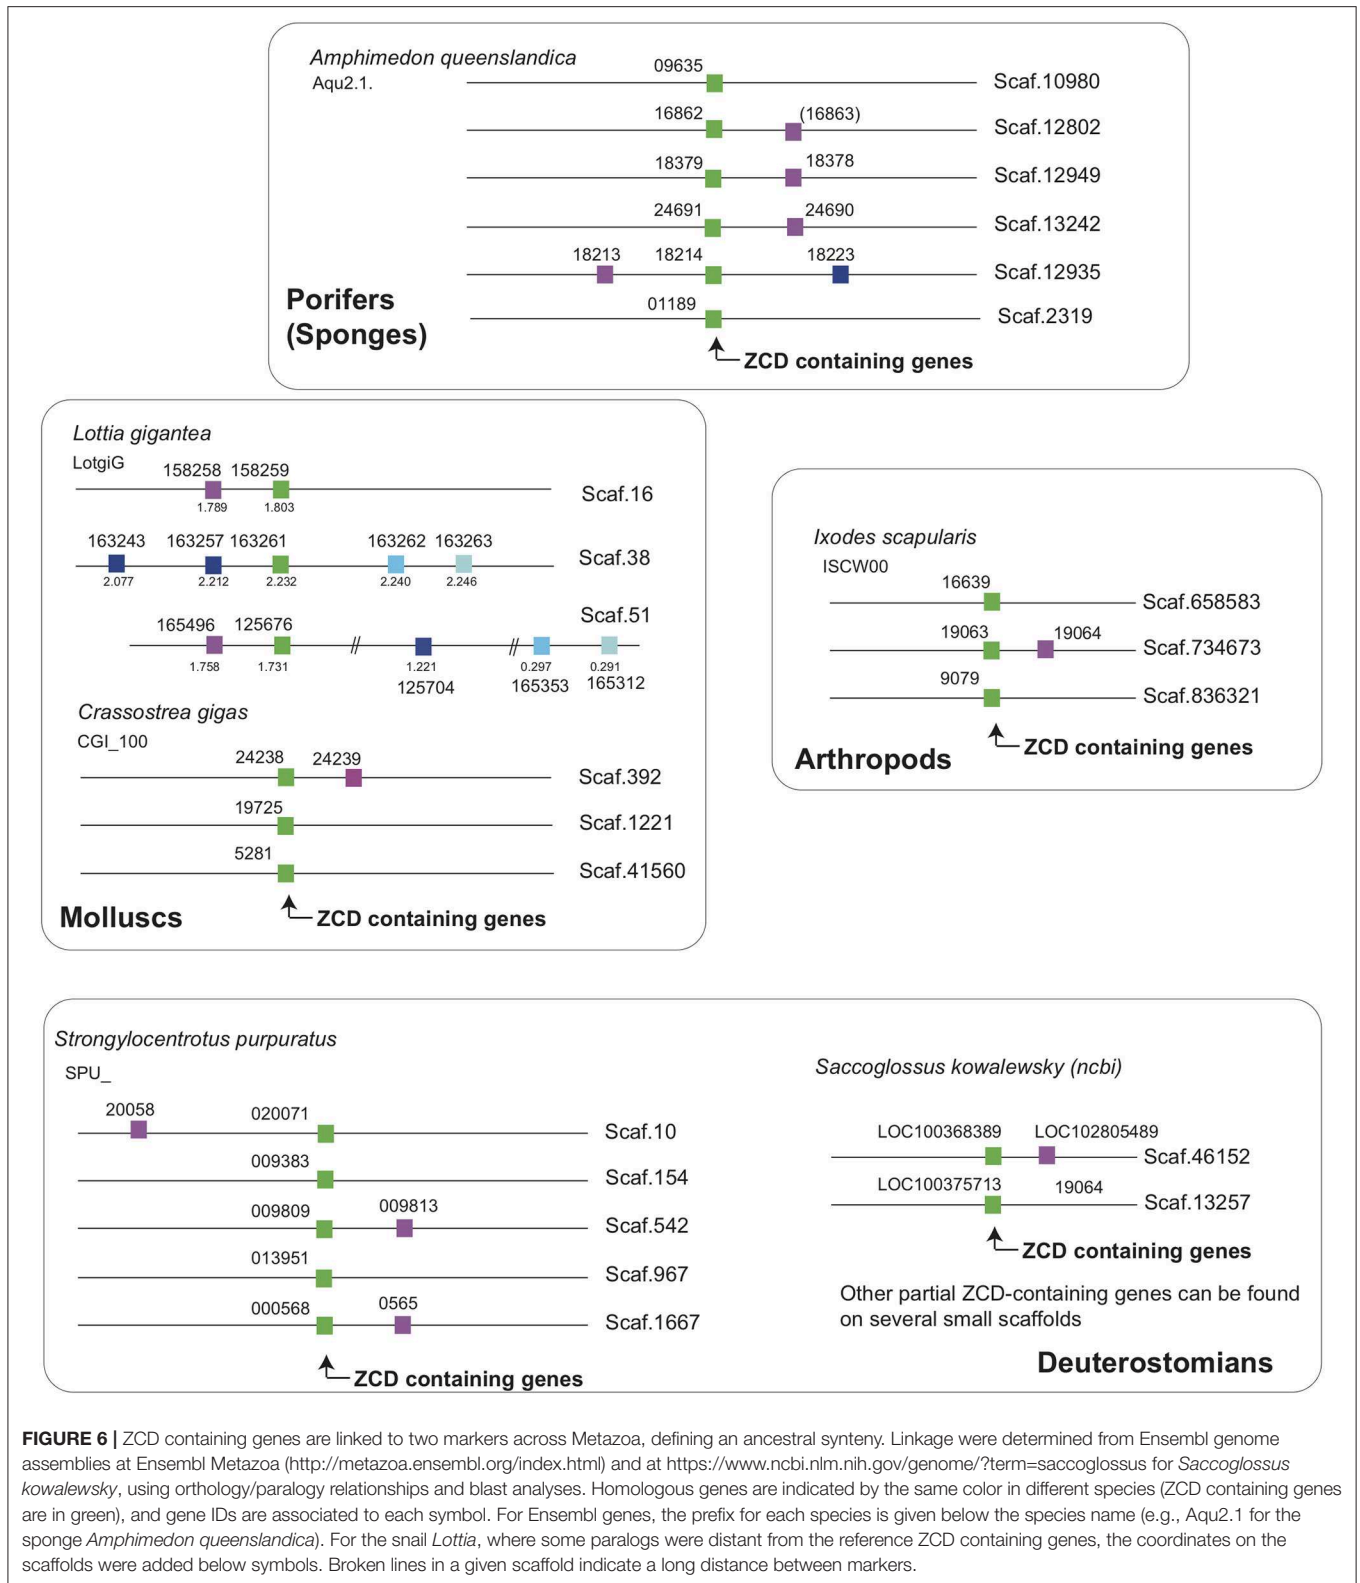 Amphimedon queenslandica
Aqu2.1.
09635
Scaf.10980
16862
(16863)
Scaf.12802
18379
18378
Scaf.12949
24691
24690
Scaf.13242
18213
18214
18223
Scaf.12935
01189
Scaf.2319
Porifers
(Sponges)
ZCD containing genes
Lottia gigantea
LotgiG
158258 158259
Scaf.16
1.789
1.803
163243
163257
163261
163262
163263
Scaf.38
2.077
2.212
2.232
2.240
2.246
Scaf.51
165496
125676
//
//
1.758
1.731
1.221
0.297
0.291
125704
165353
165312
Crassostrea gigas
CGI_100
24238
24239
Scaf.392
19725
Scaf.1221
5281
Scaf.41560
Molluscs
ZCD containing genes
Ixodes scapularis
ISCW00
16639
Scaf.658583
19063
19064
Scaf.734673
9079
Scaf.836321
ZCD containing genes
Arthropods
Strongylocentrotus purpuratus
SPU_
20058
020071
Scaf.10
009383
Scaf.154
009809
009813
Scaf.542
013951
Scaf.967
000568
0565
Scaf.1667
ZCD containing genes
Saccoglossus kowalewsky (ncbi)
LOC100368389
LOC102805489
Scaf.46152
LOC100375713
19064
Scaf.13257
ZCD containing genes
Other partial ZCD-containing genes can be found
on several small scaffolds
Deuterostomians
FIGURE 6 | ZCD containing genes are linked to two markers across Metazoa, defining an ancestral synteny. Linkage were determined from Ensembl genome
assemblies at Ensembl Metazoa (http://metazoa.ensembl.org/index.html) and at https://www.ncbi.nlm.nih.gov/genome/?term=saccoglossus for Saccoglossus
kowalewsky, using orthology/paralogy relationships and blast analyses. Homologous genes are indicated by the same color in different species (ZCD containing genes
are in green), and gene IDs are associated to each symbol. For Ensembl genes, the prefix for each species is given below the species name (e.g., Aqu2.1 for the
sponge Amphimedon queenslandica). For the snail Lottia, where some paralogs were distant from the reference ZCD containing genes, the coordinates on the
scaffolds were added below symbols. Broken lines in a given scaffold indicate a long distance between markers.